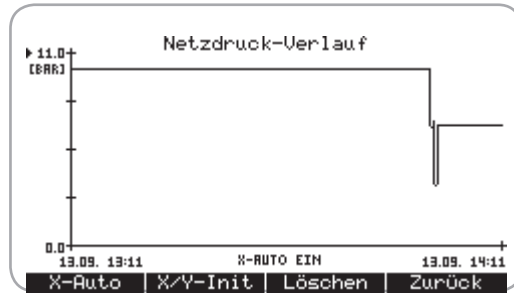 Netzdruck-Verlauf
▶ 11.0
[BAR]
0.0
13.09. 13:11 X-AUTO EIN 13.09. 14:11
X-Auto X/Y-Init Löschen Zurück